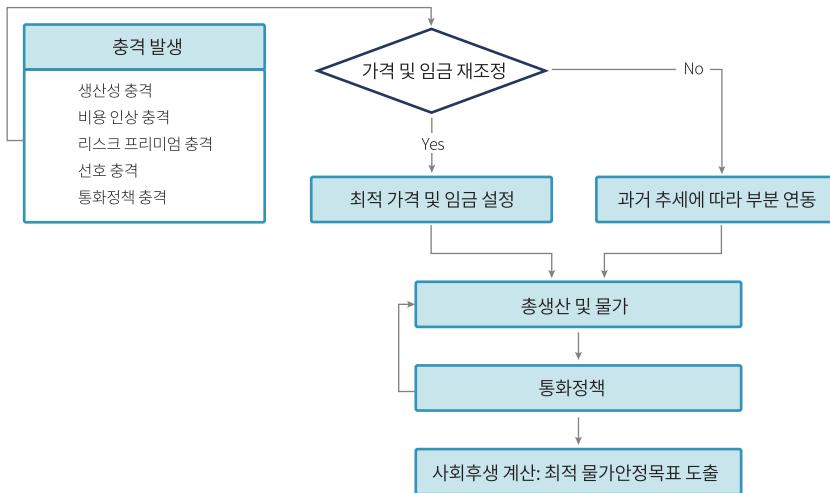 충격 발생
생산성 충격
비용 인상 충격
리스크 프리미엄 충격
선호 충격
통화정책 충격
가격 및 임금 재조정
No
Yes
최적 가격 및 임금 설정
과거 추세에 따라 부분 연동
총생산 및 물가
통화정책
사회후생 계산: 최적 물가안정목표 도출